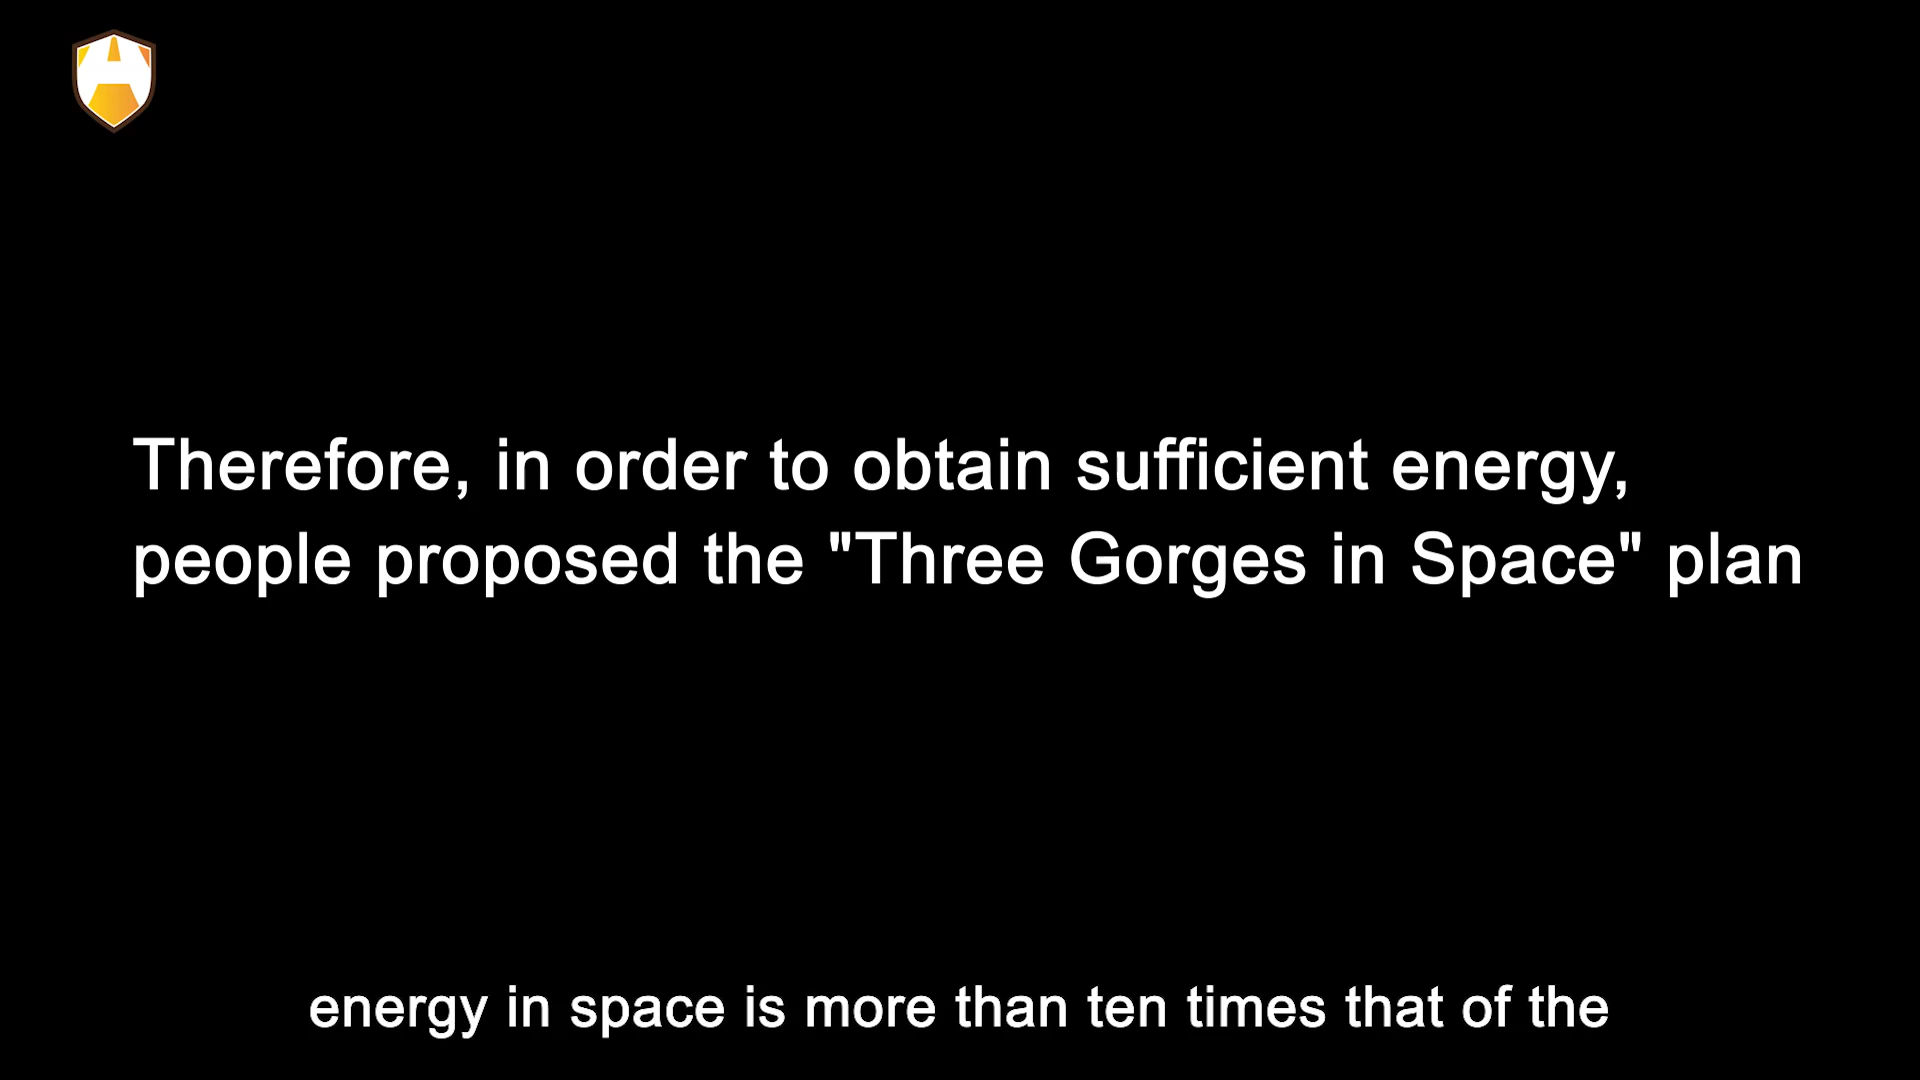 Therefore, in order to obtain sufficient energy,
people proposed the "Three Gorges in Space" plan
energy in space is more than ten times that of the